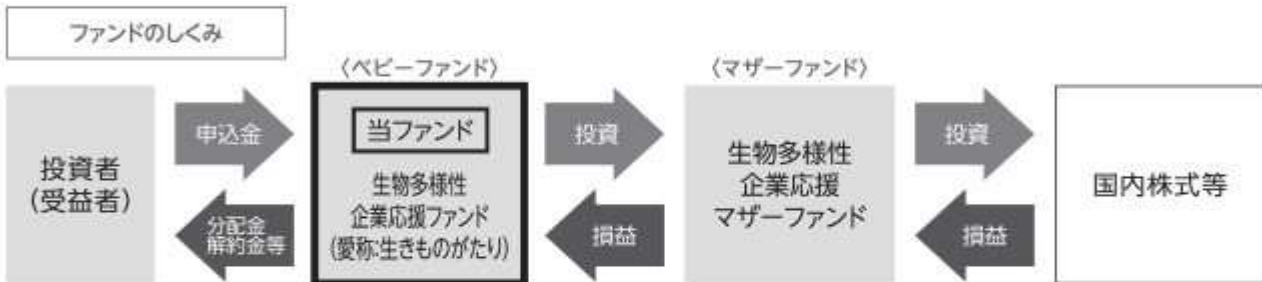 ファンドのしくみ
〈ベビーファンド〉
〈マザーファンド〉
投資者
(受益者)
申込金
分配金
解約金等
当ファンド
生物多様性
企業応援ファンド
(愛称:生きものがたり)
投資
損益
生物多様性
企業応援
マザーファンド
投資
損益
国内株式等